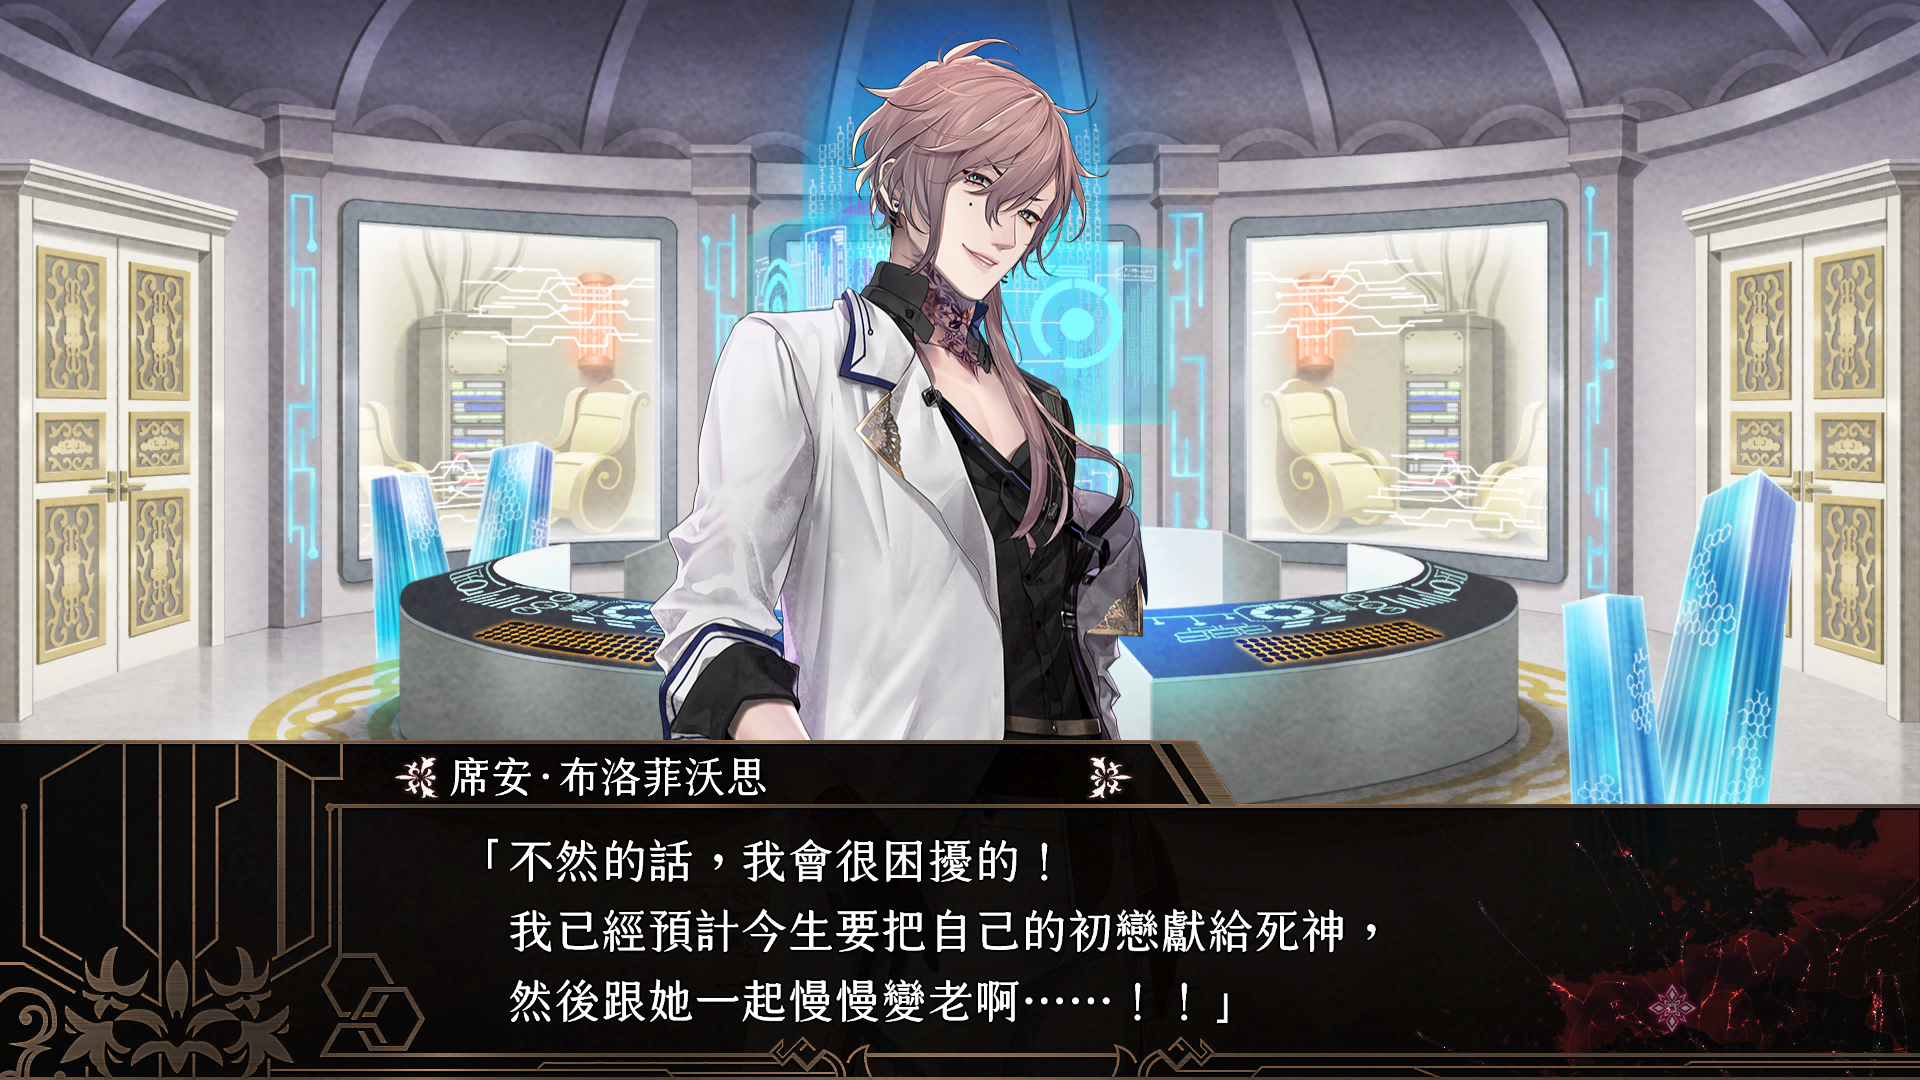 席安·布洛菲沃思
「不然的話，我會很困擾的！
我已經預計今生要把自己的初戀獻給死神，
然後跟她一起慢慢變老啊……！！」